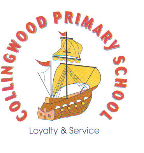 COLLINGWOOD PRIMARY SCHOOL
Loyalty & Service